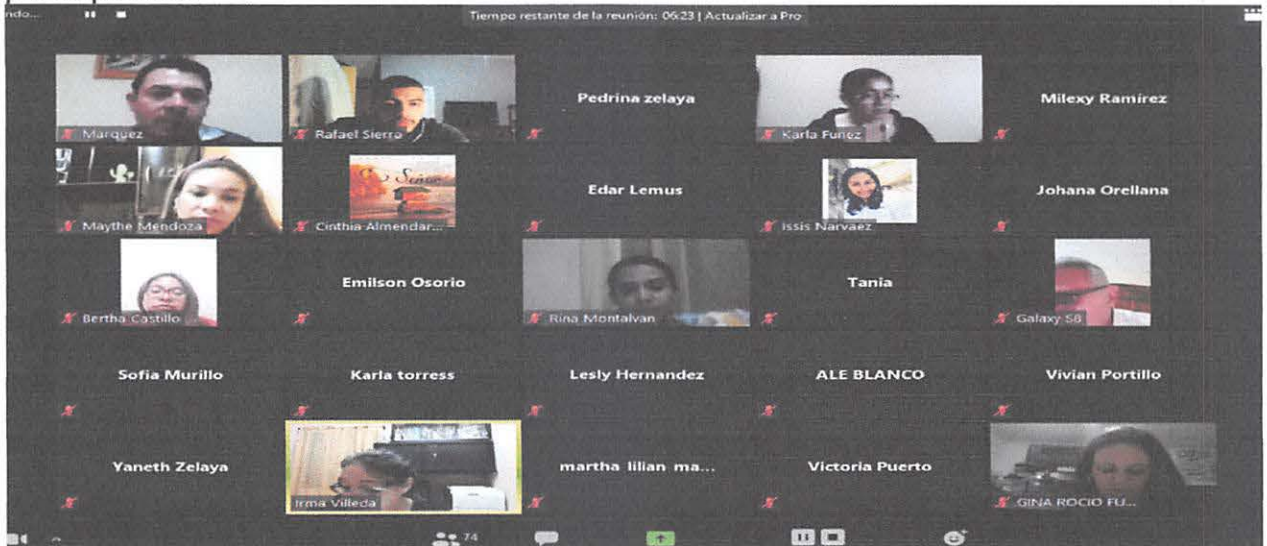 ndo...
Tiempo restante de la reunión: 06:23 | Actualizar a Pro
Marquez
Rafael Sierra
Pedrina zelaya
Karla Funez
Milexy Ramírez
Maythe Mendoza
Cinthia Almendar...
Edar Lemus
Issis Narvaez
Johana Orellana
Bertha Castillo
Emilson Osorio
Rina Montalvan
Tania
Galaxy S8
Sofia Murillo
Karla torress
Lesly Hernandez
ALE BLANCO
Vivian Portillo
Yaneth Zelaya
Irma Villeda
martha lilian ma...
Victoria Puerto
GINA ROCIO FU...
74